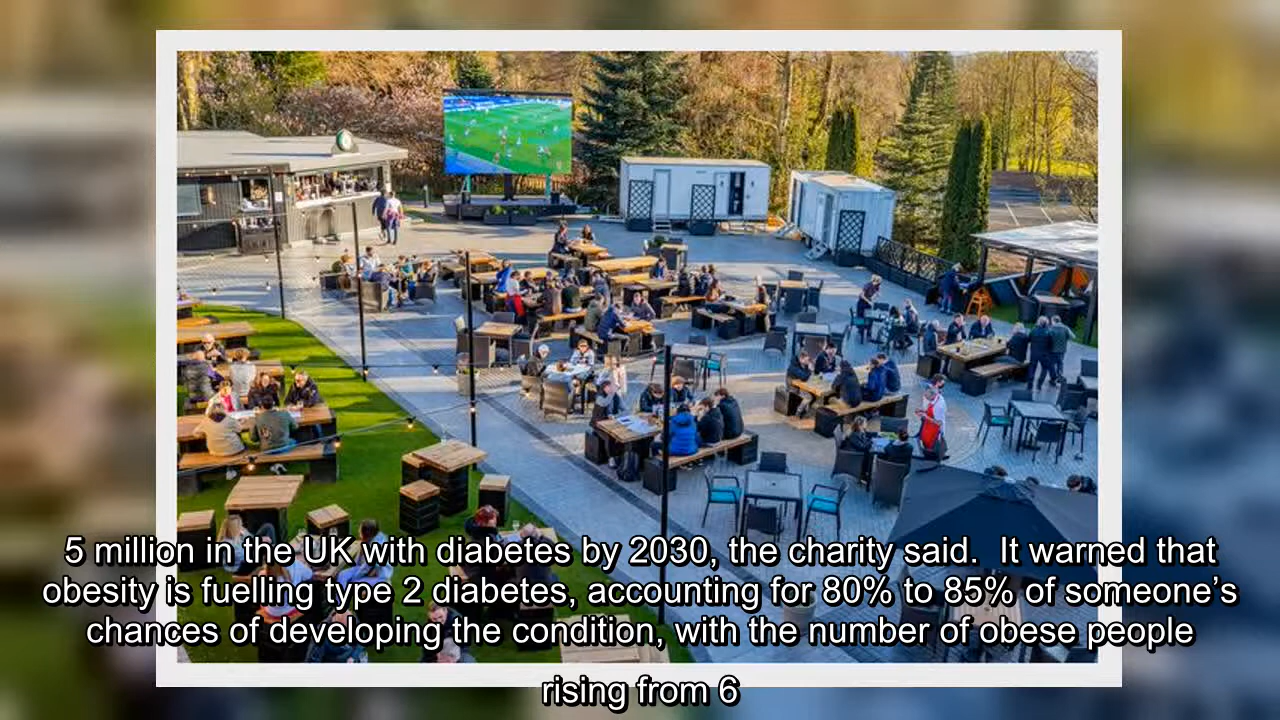 5 million in the UK with diabetes by 2030, the charity said.  It warned that
obesity is fuelling type 2 diabetes, accounting for 80% to 85% of someone’s
chances of developing the condition, with the number of obese people
rising from 6